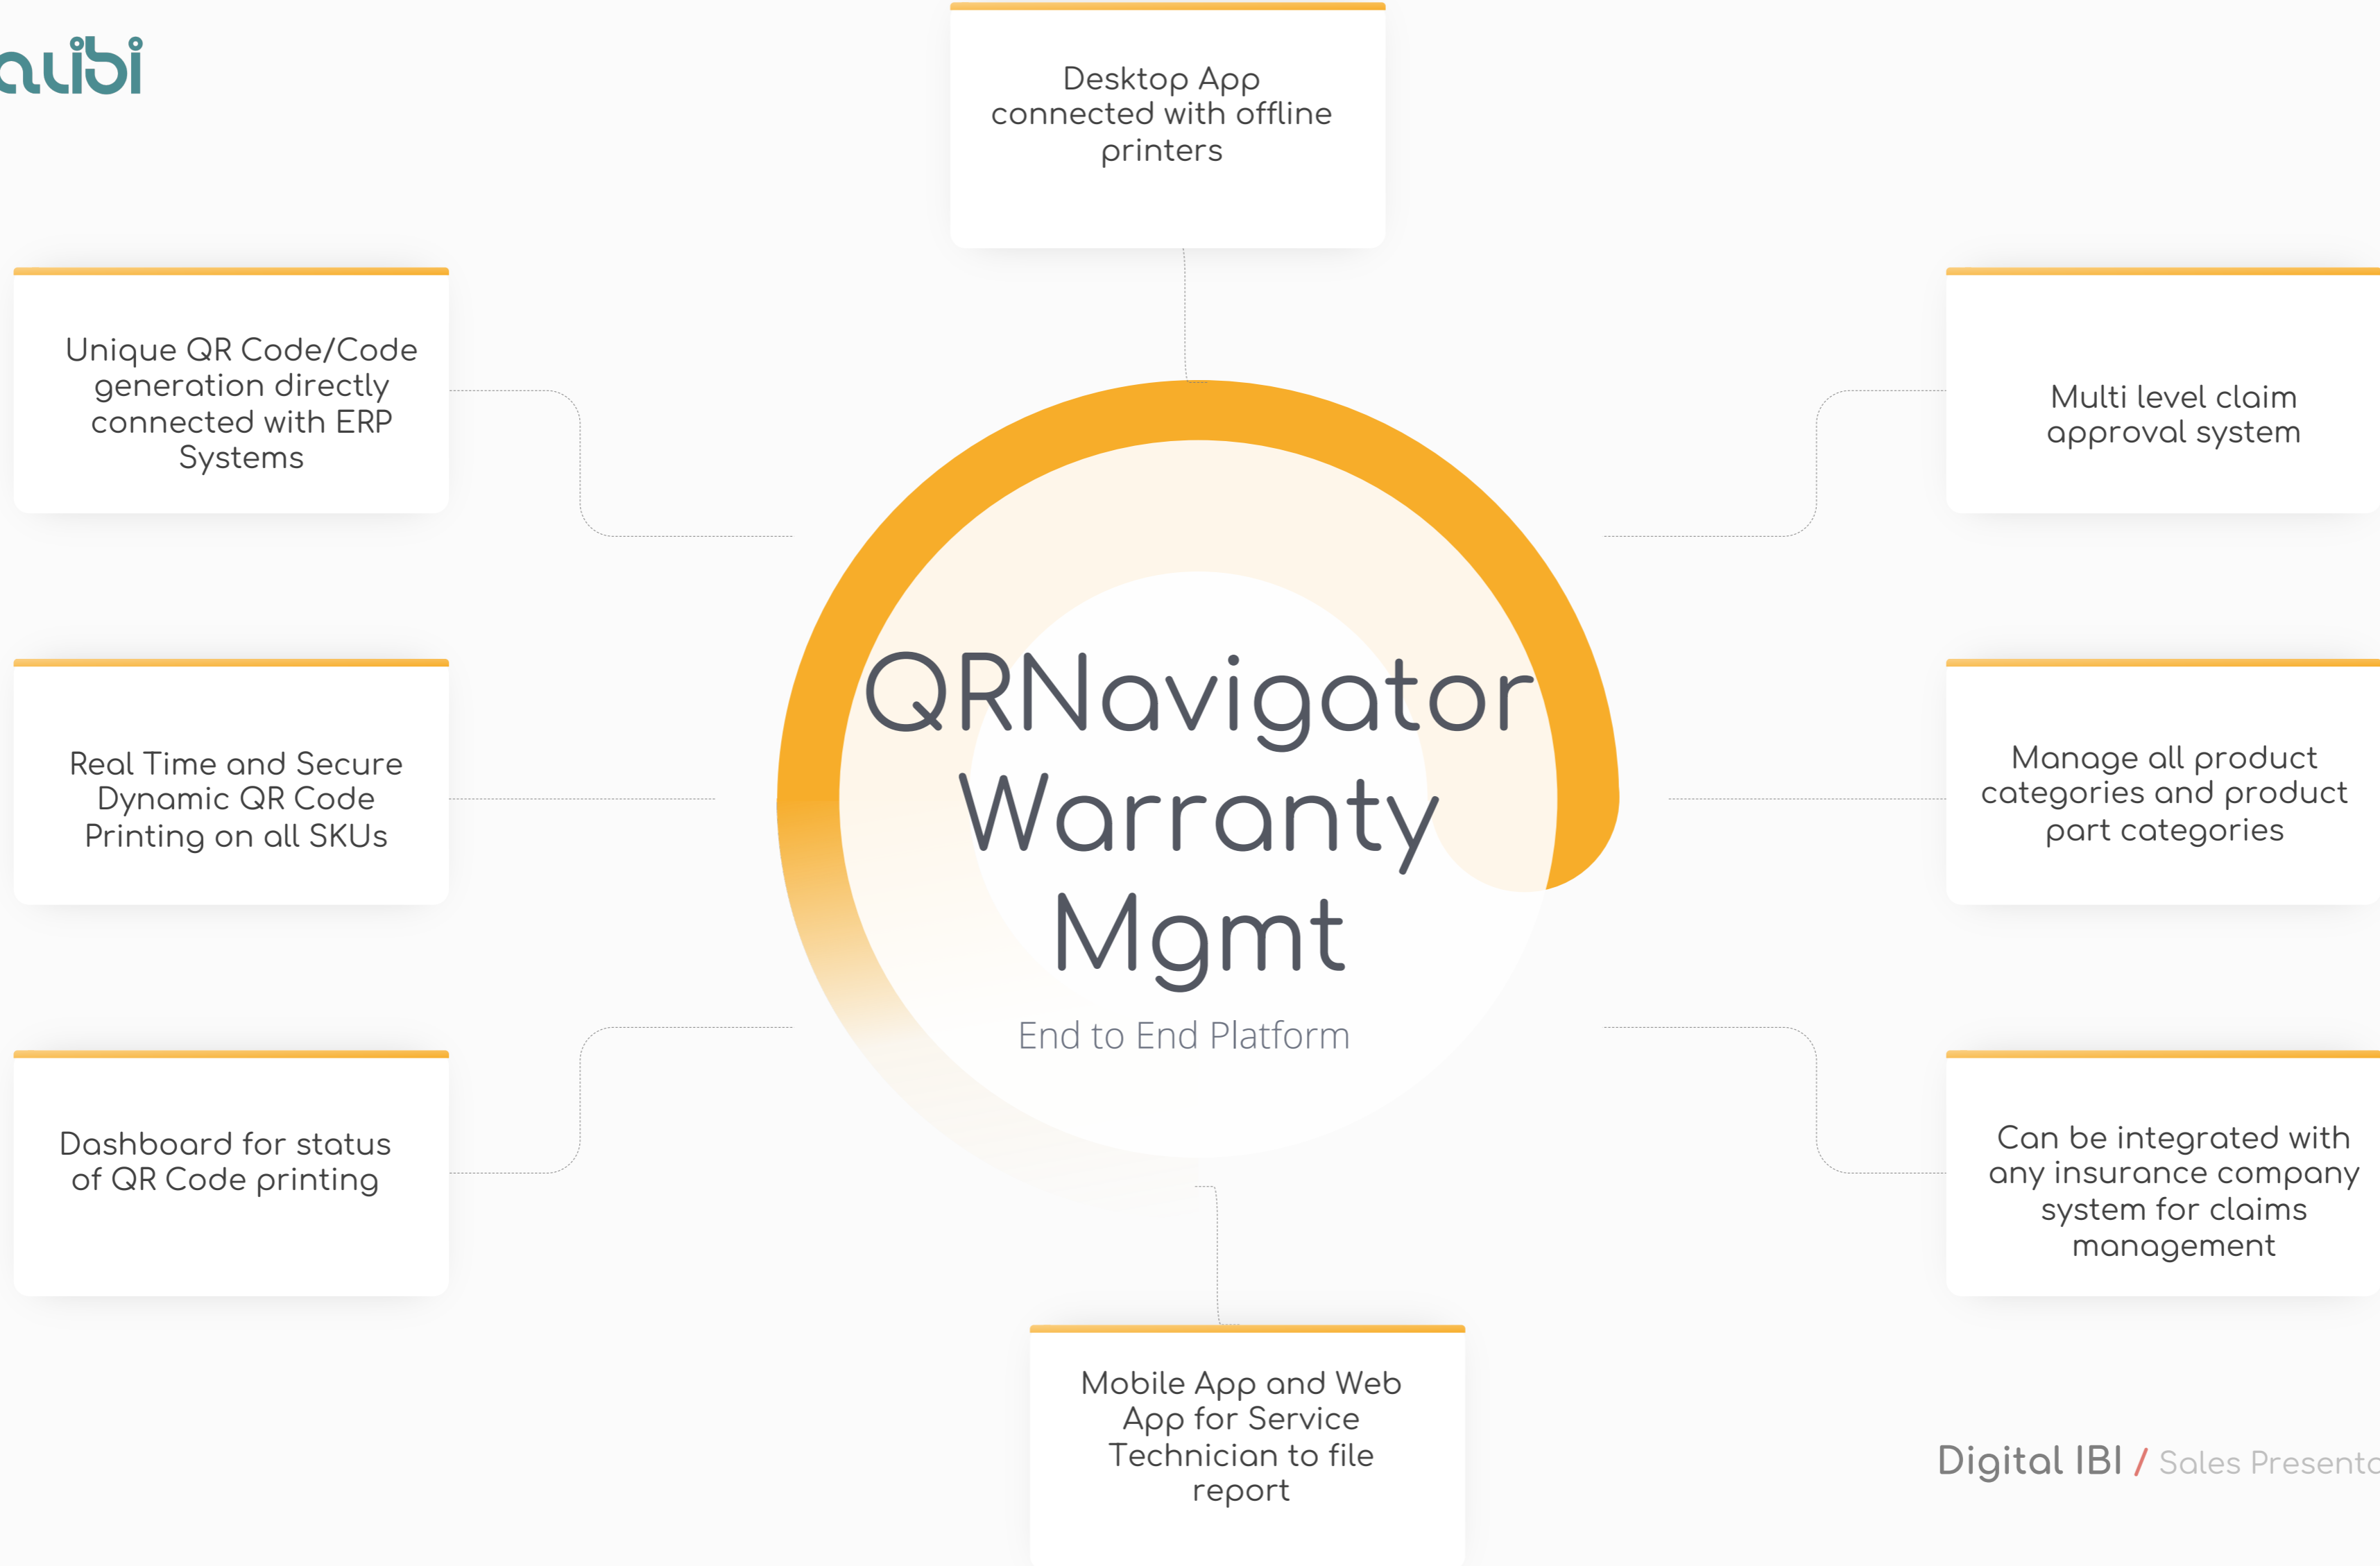 alibi
Desktop App
connected with offline
printers
Unique QR Code/Code
generation directly
connected with ERP
Systems
Multi level claim
approval system
QRNavigator
Warranty
Mgmt
End to End Platform
Real Time and Secure
Dynamic QR Code
Printing on all SKUs
Manage all product
categories and product
part categories
Dashboard for status
of QR Code printing
Can be integrated with
any insurance company
system for claims
management
Mobile App and Web
App for Service
Technician to file
report
Digital IBI / Sales